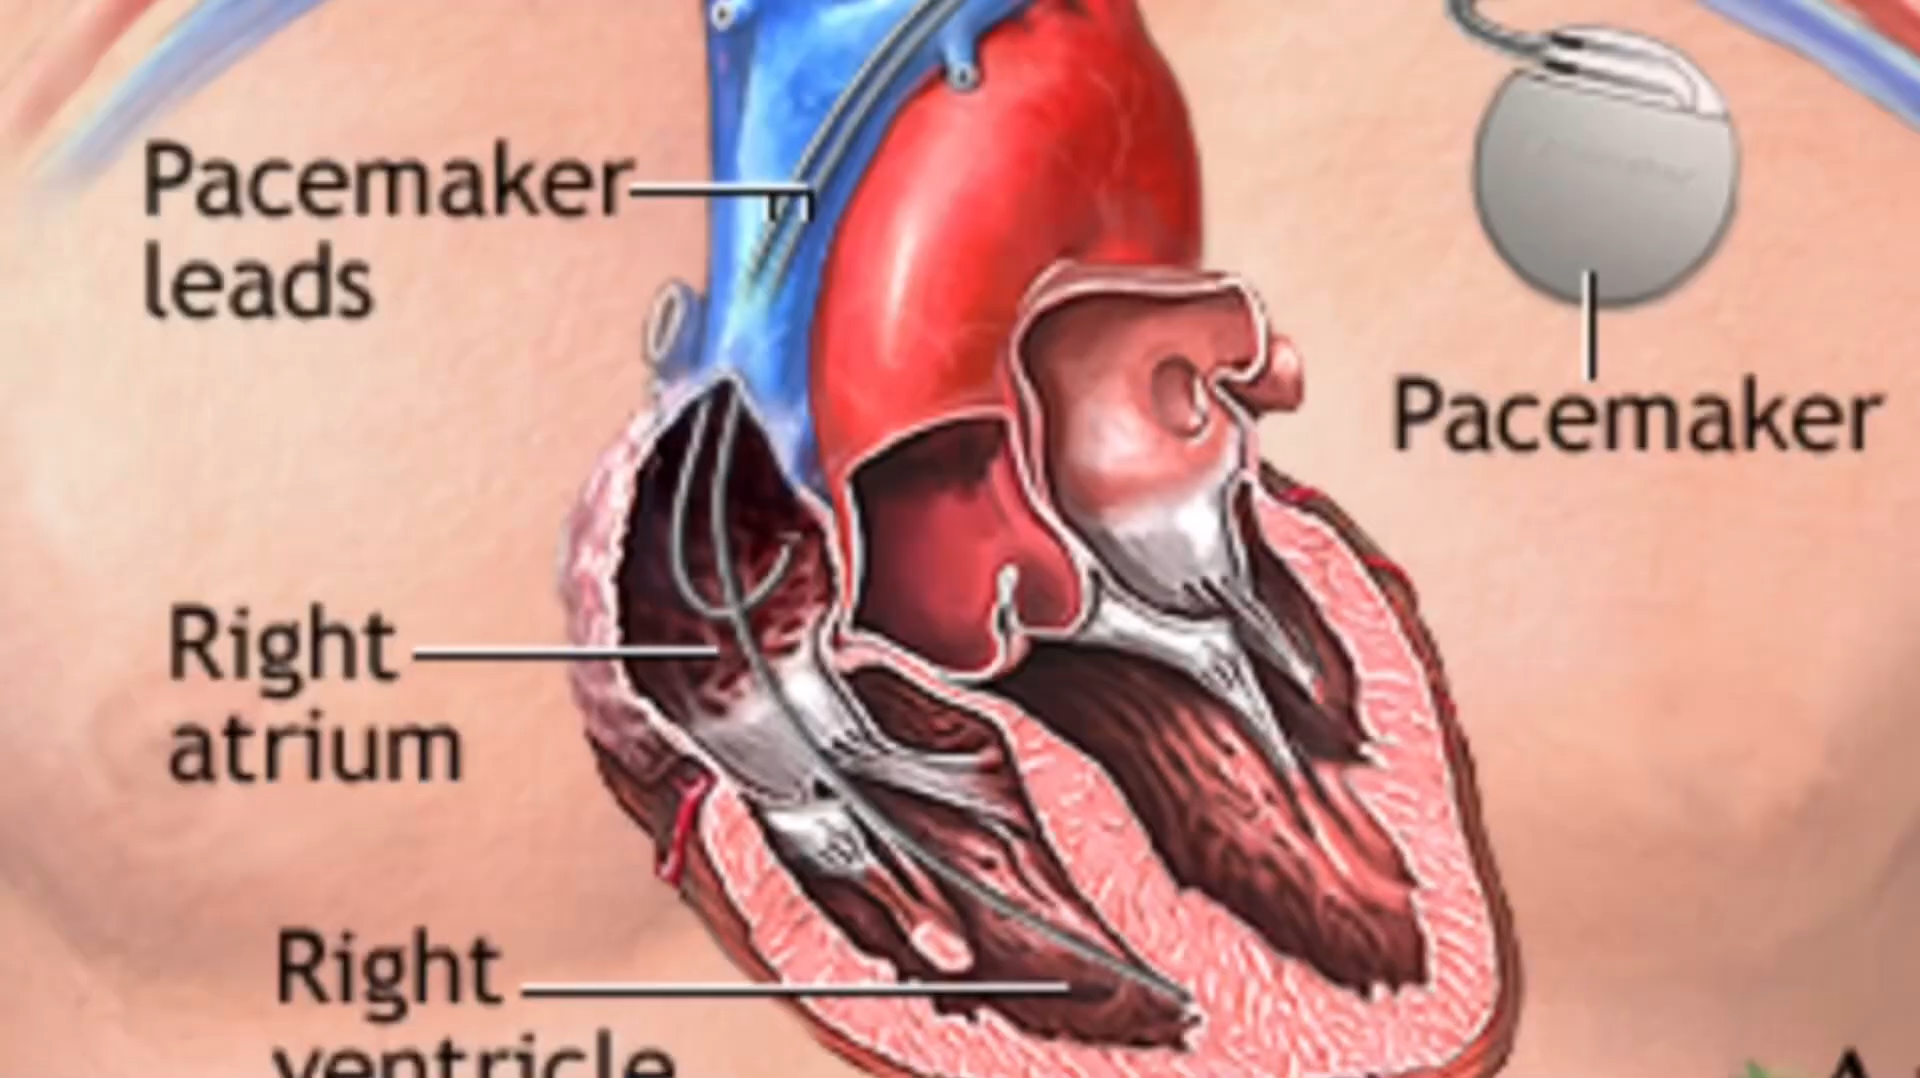 Pacemaker
leads
Pacemaker
Right
atrium
Right
ventricle